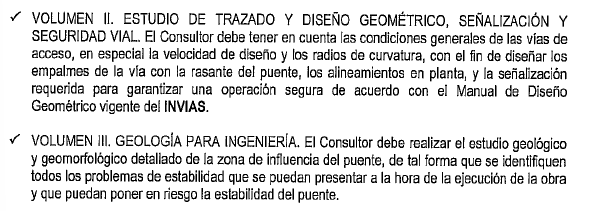 ✓ VOLUMEN II. ESTUDIO DE TRAZADO Y DISEÑO GEOMÉTRICO, SEÑALIZACIÓN Y
SEGURIDAD VIAL. El Consultor debe tener en cuenta las condiciones generales de las vías de
acceso, en especial la velocidad de diseño y los radios de curvatura, con el fin de diseñar los
empalmes de la vía con la rasante del puente, los alineamientos en planta, y la señalización
requerida para garantizar una operación segura de acuerdo con el Manual de Diseño
Geométrico vigente del INVIAS.
✓ VOLUMEN III. GEOLOGÍA PARA INGENIERÍA. El Consultor debe realizar el estudio geológico
y geomorfológico detallado de la zona de influencia del puente, de tal forma que se identifiquen
todos los problemas de estabilidad que se puedan presentar a la hora de la ejecución de la obra
y que puedan poner en riesgo la estabilidad del puente.